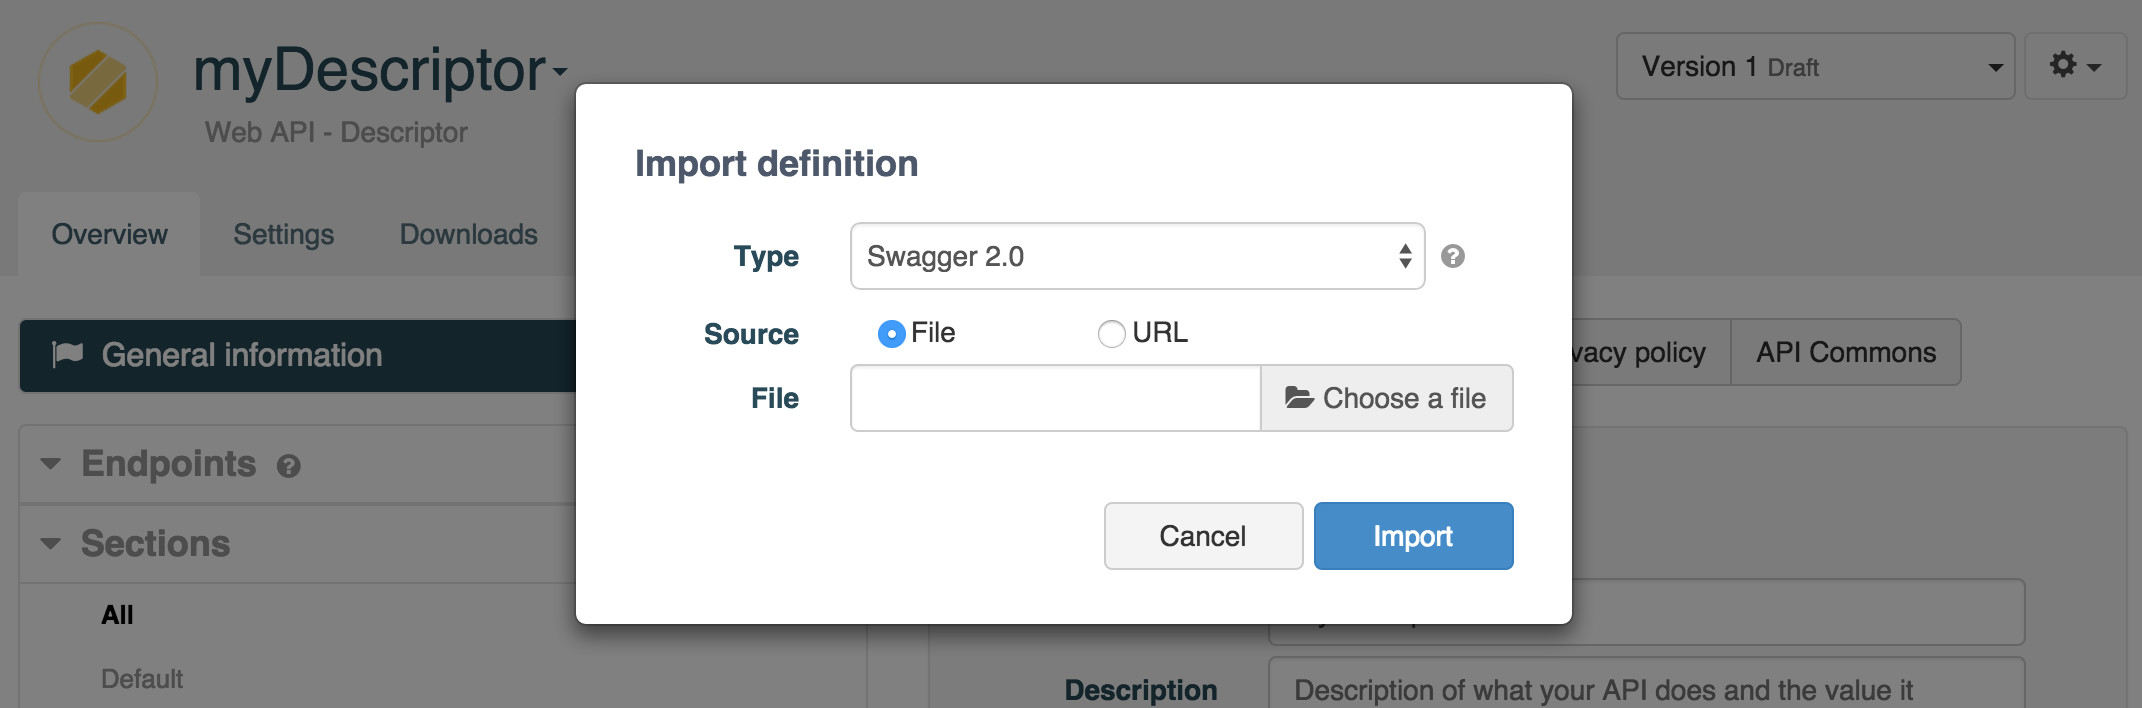 myDescriptor
Web API - Descriptor
Version 1 Draft
Overview
Settings
Downloads
Import definition
Type
Swagger 2.0
?
Source
File
URL
File
Choose a file
Cancel
Import
General information
policy
API Commons
Endpoints ?
Sections
All
Default
Description
Description of what your API does and the value it